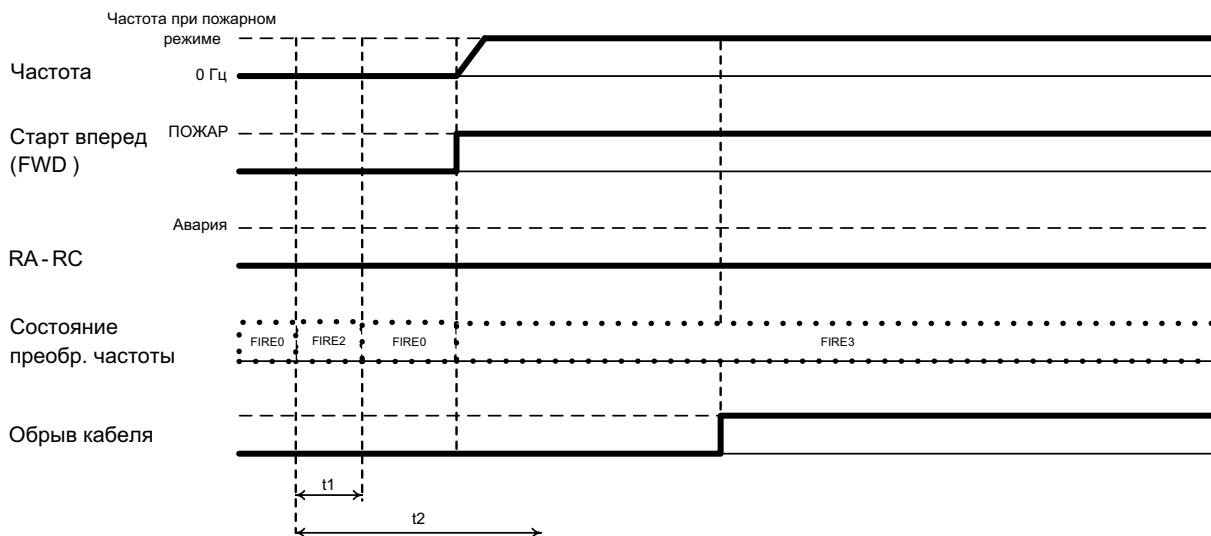 Частота при пожарном
режиме
Частота
0 Гц
Старт вперед
(FWD )
ПОЖАР
Авария
RA - RC
Состояние
преобр. частоты
FIRE0
FIRE2
FIRE0
FIRE3
Обрыв кабеля
t1
t2